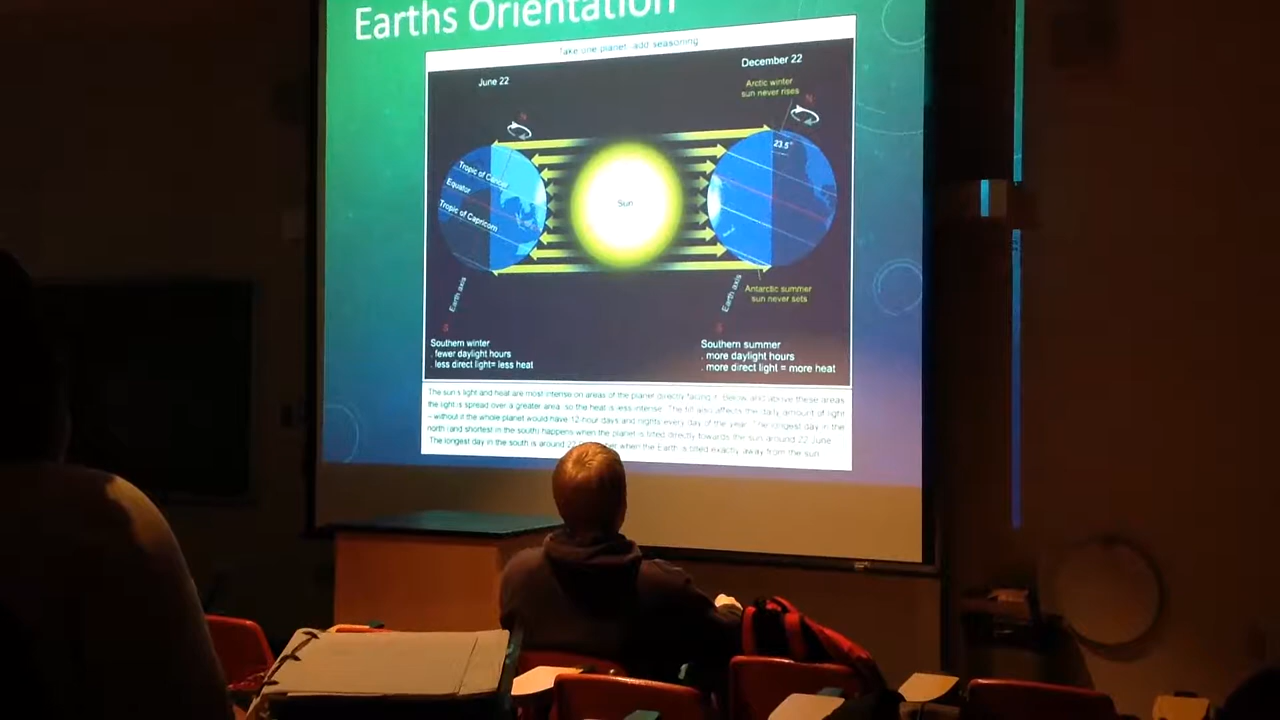 Earths Orientation
Take one planet, add seasoning
June 22
December 22
Arctic winter
sun never rises
N
N
23.5°
Tropic of Cancer
Equator
Tropic of Capricorn
Sun
Earth axis
S
Earth axis
S
Antarctic summer
sun never sets
Southern winter
. fewer daylight hours
. less direct light= less heat
Southern summer
. more daylight hours
. more direct light = more heat
The sun's light and heat are most intense on areas of the planet directly facing it. Below and above these areas
the light is spread over a greater area, so the heat is less intense. The tilt also affects the daily amount of light
– without it the whole planet would have 12-hour days and nights every day of the year. The longest day in the
north (and shortest in the south) happens when the planet is tilted directly towards the sun around 22 June.
The longest day in the south is around 22 when the Earth is tilted exactly away from the sun.